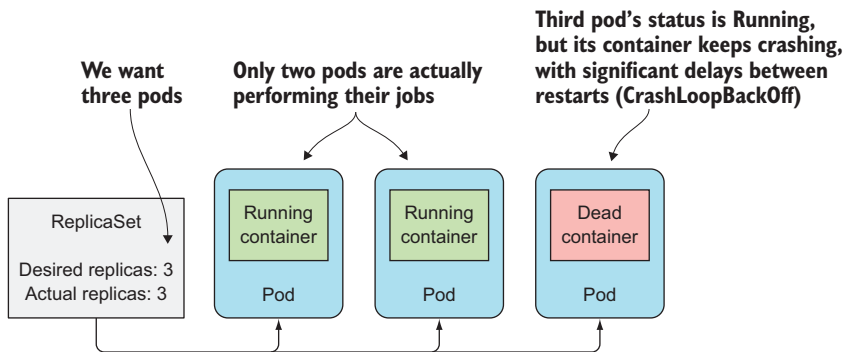 We want
three pods
Only two pods are actually
performing their jobs
Third pod's status is Running,
but its container keeps crashing,
with significant delays between
restarts (CrashLoopBackOff)
ReplicaSet
Desired replicas: 3
Actual replicas: 3
Running
container
Pod
Running
container
Pod
Dead
container
Pod